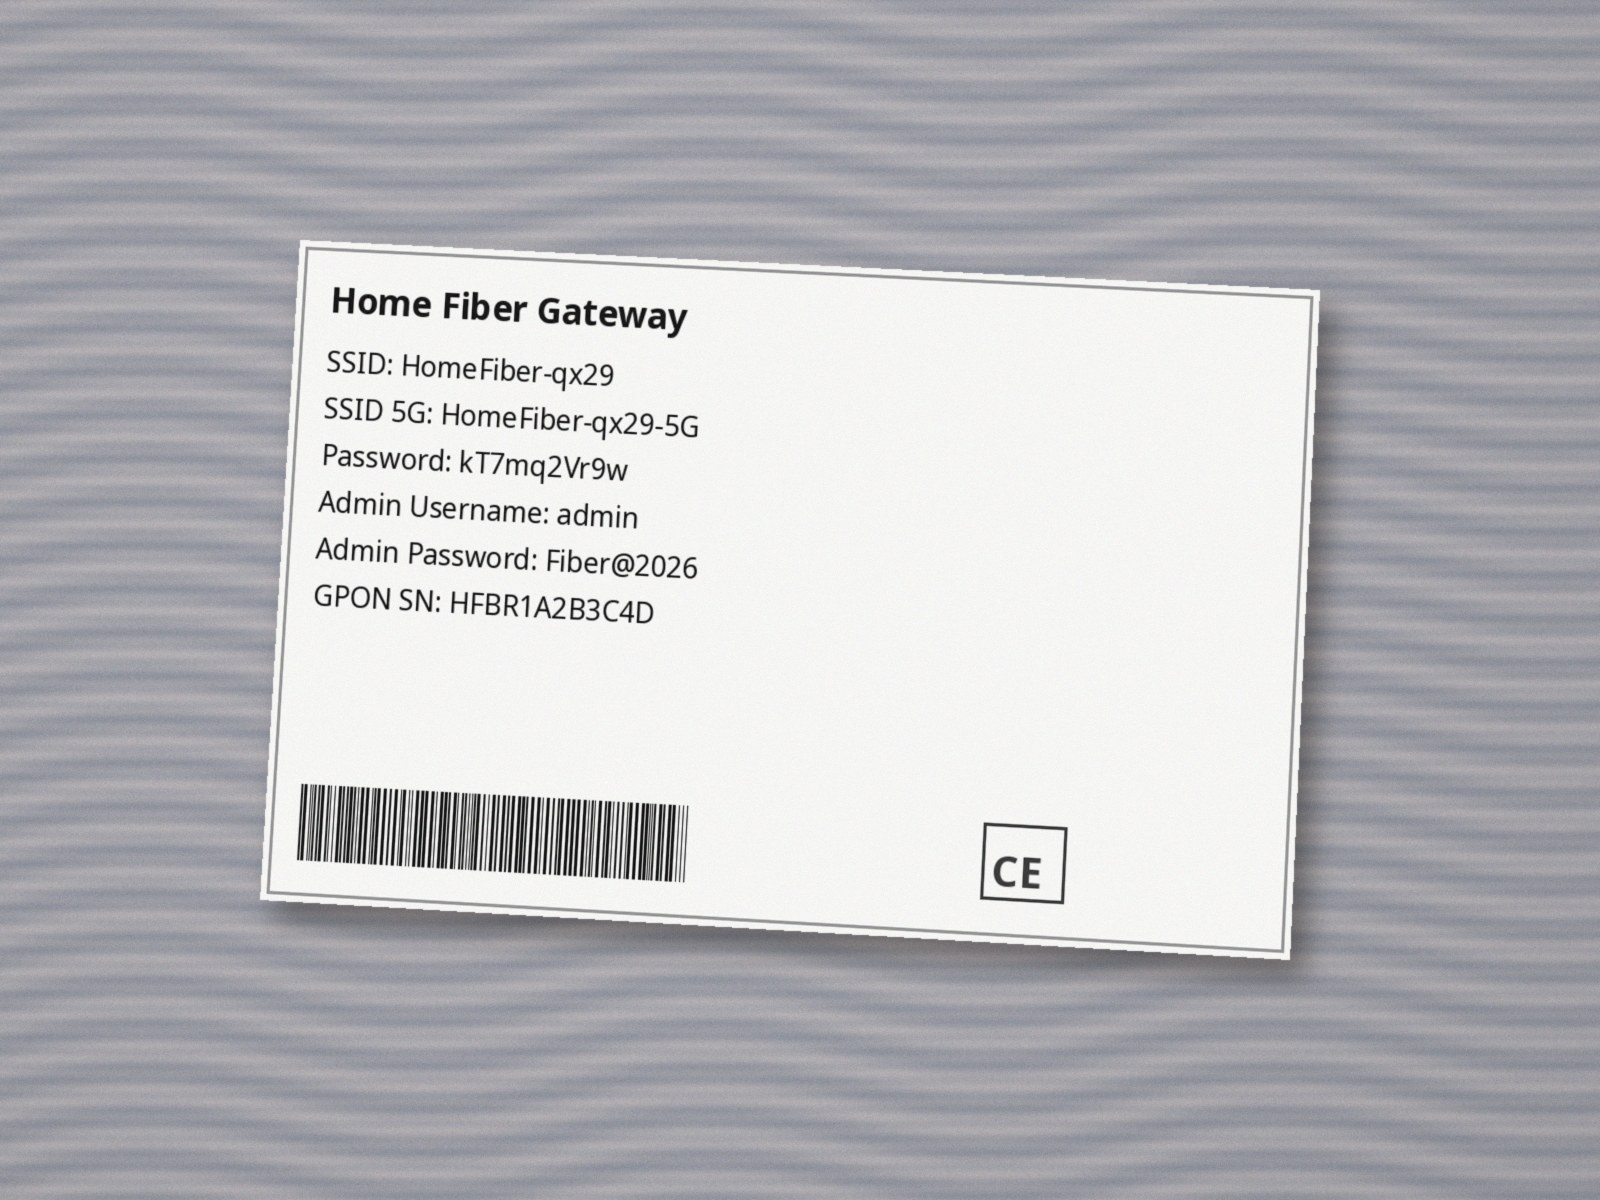 Home Fiber Gateway
SSID: HomeFiber-qx29
SSID 5G: HomeFiber-qx29-5G
Password: kT7mq2Vr9w
Admin Username: admin
Admin Password: Fiber@2026
GPON SN: HFBR1A2B3C4D
CE